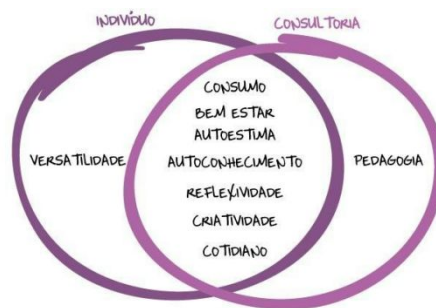 INDIVÍDUO
CONSULTORIA
CONSUMO
BEM ESTAR
AUTOESTIMA
VERSATILIDADE
AUTOCONHECIMENTO
PEDAGOGIA
REFLEXIVIDADE
CRIATIVIDADE
COTIDIANO